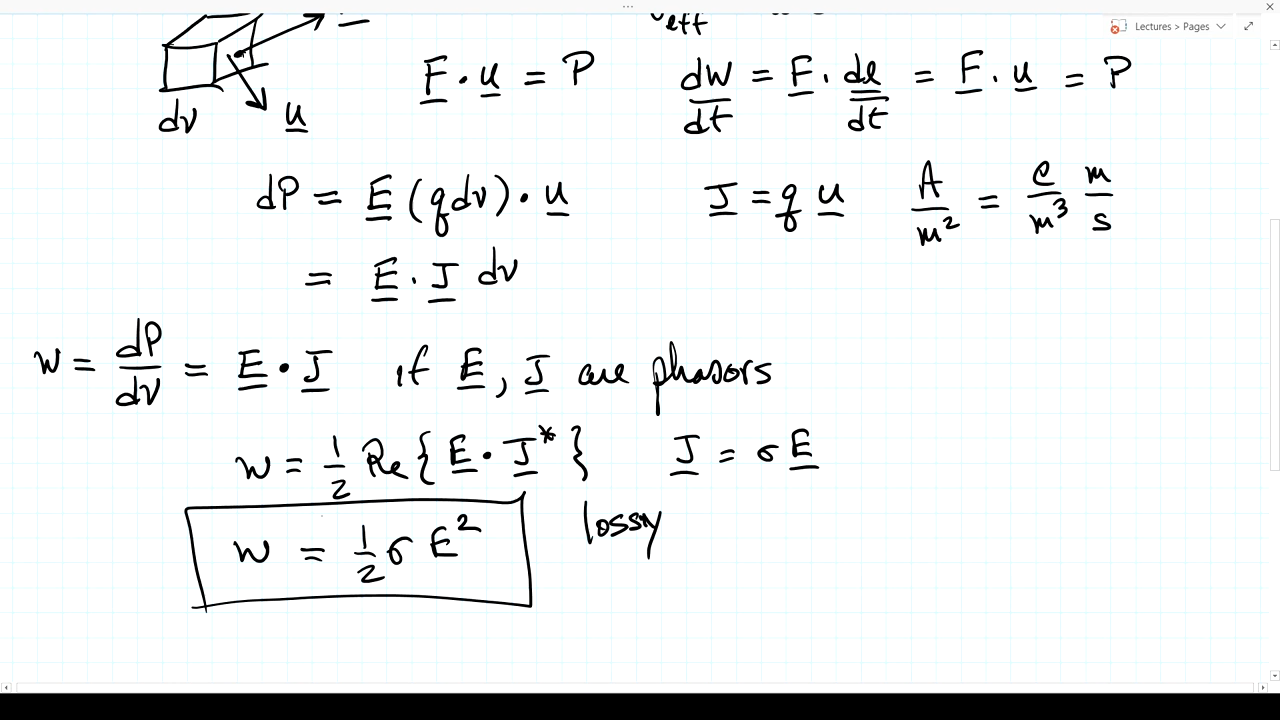 Lectures > Pages
eff
F · u = P    dW/dt = F · dl/dt = F · u = P
dv    u
dP = E (q dv) · u    J = q u    A/m² = C/m³ m/s
= E · J dv
w = dP/dv = E · J    if E, J are phasors
w = 1/2 Re{ E · J* }    J = σ E
w = 1/2 σ E²    lossy